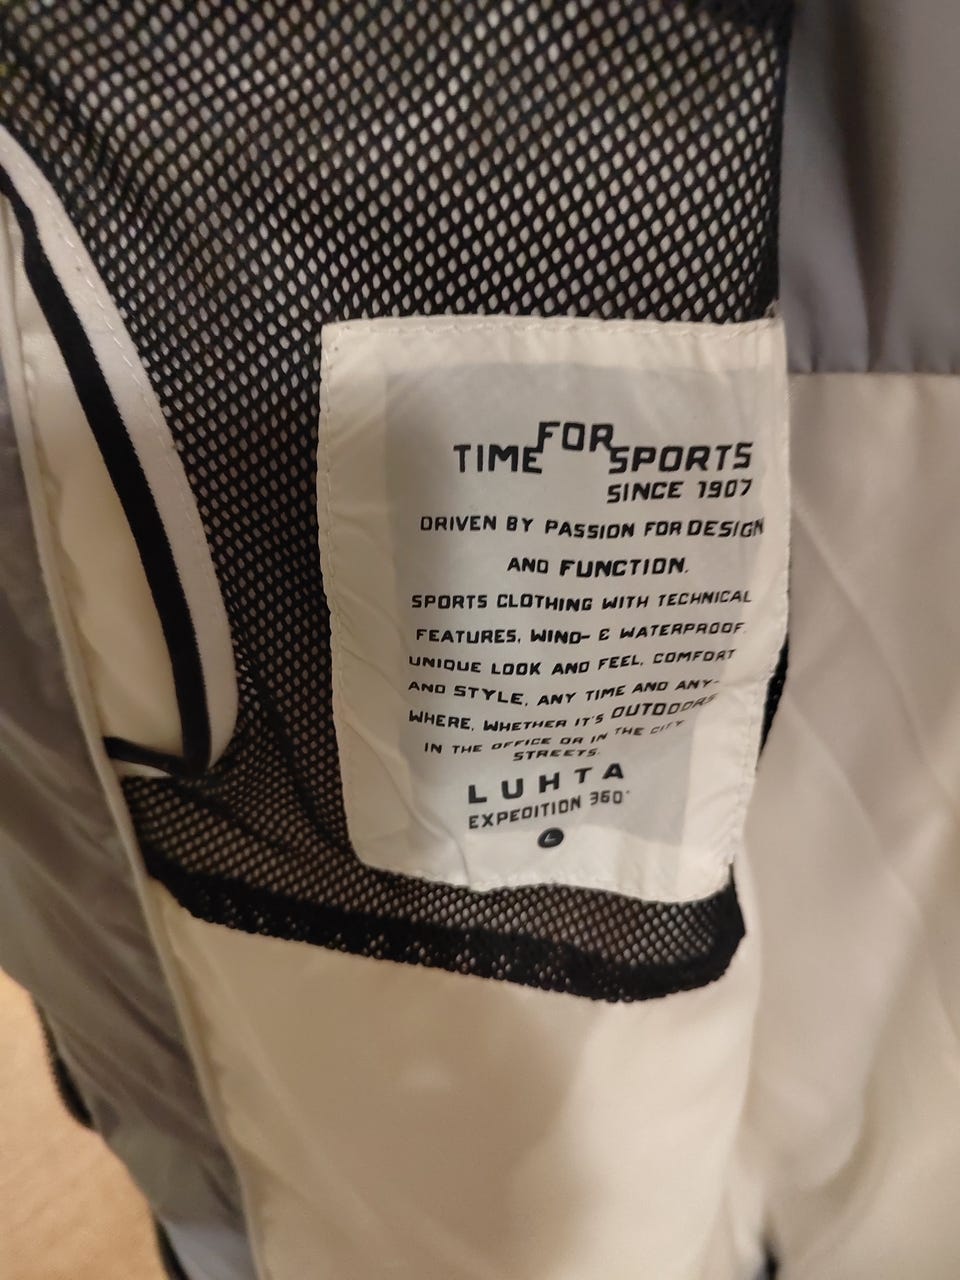 TIME FOR SPORTS
SINCE 1907
DRIVEN BY PASSION FOR DESIGN
AND FUNCTION.
SPORTS CLOTHING WITH TECHNICAL
FEATURES, WIND- & WATERPROOF.
UNIQUE LOOK AND FEEL, COMFORT
AND STYLE, ANY TIME AND ANY-
WHERE, WHETHER IT'S OUTDOORS
IN THE OFFICE OR IN THE CITY
STREETS.
LUHTA
EXPEDITION 360°
L